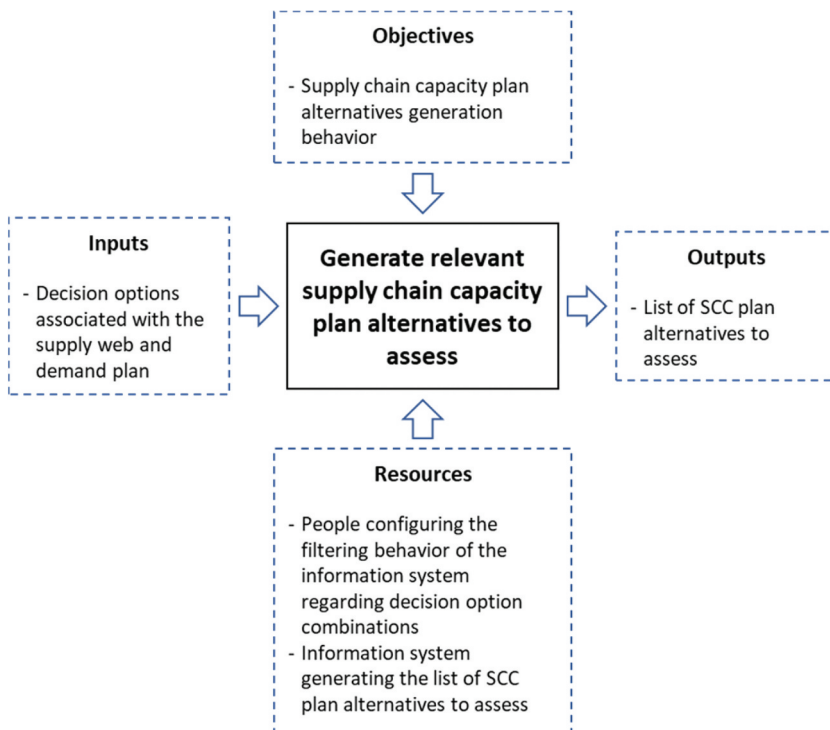 Objectives
- Supply chain capacity plan
alternatives generation
behavior
Inputs
- Decision options
associated with the
supply web and
demand plan
Generate relevant
supply chain capacity
plan alternatives to
assess
Outputs
- List of SCC plan
alternatives to
assess
Resources
- People configuring the
filtering behavior of the
information system
regarding decision option
combinations
- Information system
generating the list of SCC
plan alternatives to assess